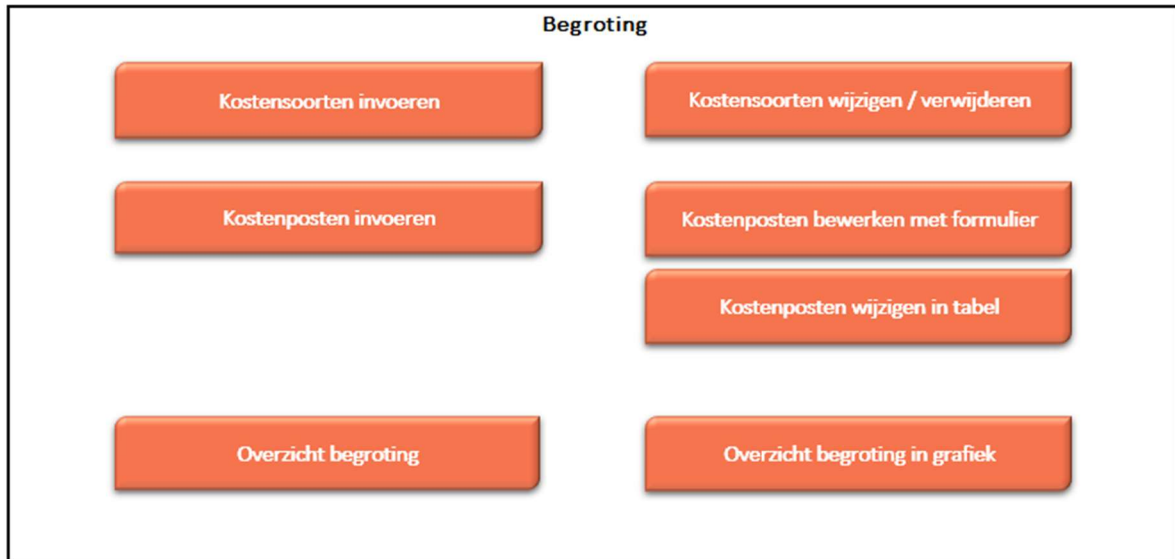 Begroting
Kostensoorten invoeren
Kostensoorten wijzigen / verwijderen
Kostenposten invoeren
Kostenposten bewerken met formulier
Kostenposten wijzigen in tabel
Overzicht begroting
Overzicht begroting in grafiek